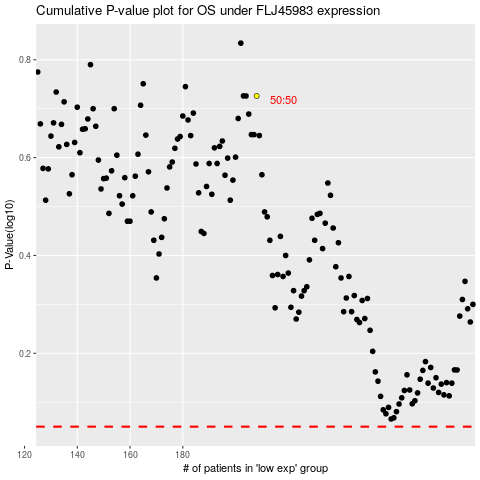 Cumulative P-value plot for OS under FLJ45983 expression
P-Value(log10)
0.8
0.6
0.4
0.2
50:50
120 140 160 180
# of patients in 'low exp' group